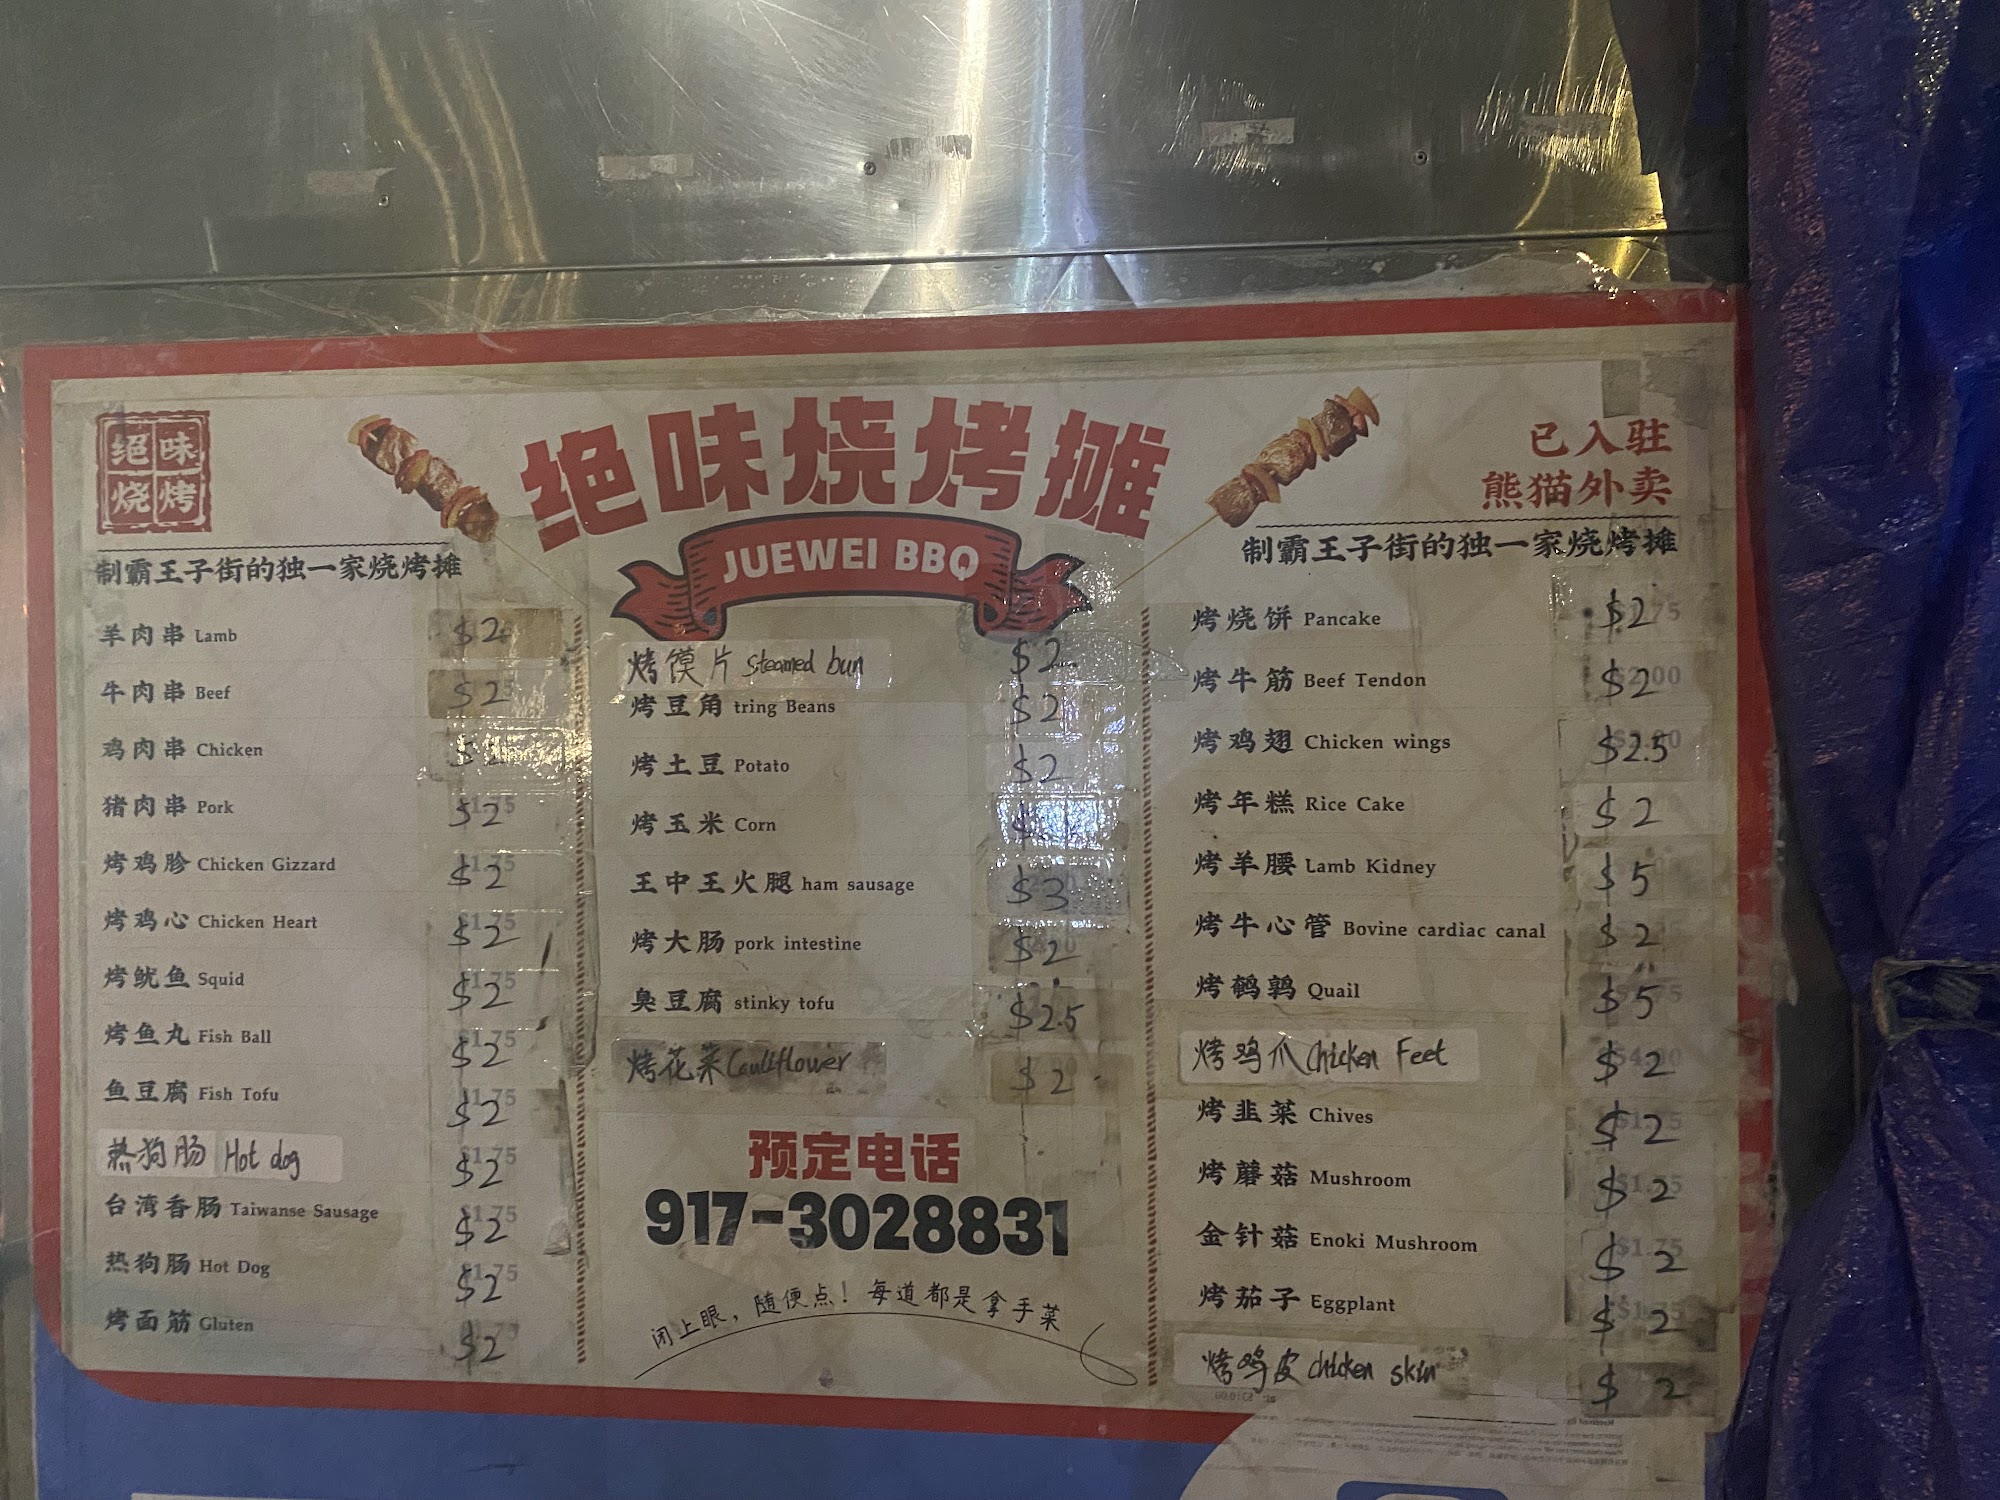 绝味
烧烤
绝味烧烤摊
JUEWEI BBQ
已入驻
熊猫外卖
制霸王子街的独一家烧烤摊
羊肉串 Lamb $2
牛肉串 Beef $2
鸡肉串 Chicken $2
猪肉串 Pork $2
烤鸡胗 Chicken Gizzard $2
烤鸡心 Chicken Heart $2
烤鱿鱼 Squid $2
烤鱼丸 Fish Ball $2
鱼豆腐 Fish Tofu $2
热狗肠 Hot dog $2
台湾香肠 Taiwanse Sausage $2
热狗肠 Hot Dog $2
烤面筋 Gluten $2
烤馍片 Steamed bun $2
烤豆角 tring Beans $2
烤土豆 Potato $2
烤玉米 Corn
王中王火腿 ham sausage $3
烤大肠 pork intestine $2
臭豆腐 stinky tofu $2.5
烤花菜 Cauliflower $2
预定电话
917-3028831
闭上眼，随便点！每道都是拿手菜
制霸王子街的独一家烧烤摊
烤烧饼 Pancake $2
烤牛筋 Beef Tendon $2
烤鸡翅 Chicken wings $2.5
烤年糕 Rice Cake $2
烤羊腰 Lamb Kidney $5
烤牛心管 Bovine cardiac canal $2
烤鹌鹑 Quail $5
烤鸡爪 Chicken Feet $2
烤韭菜 Chives $2
烤蘑菇 Mushroom $2
金针菇 Enoki Mushroom $2
烤茄子 Eggplant $2
烤鸡皮 chicken skin $2